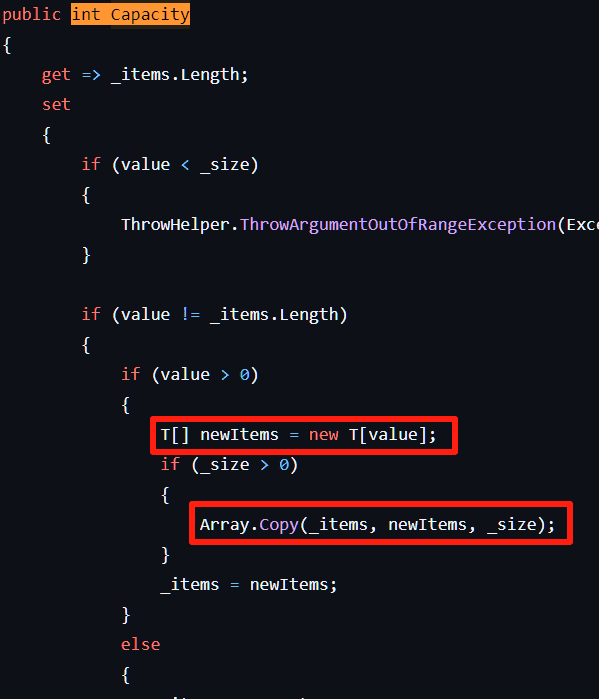 public int Capacity
{
get => _items.Length;
set
{
if (value < _size)
{
ThrowHelper.ThrowArgumentOutOfRangeException(Exce
}
if (value != _items.Length)
{
if (value > 0)
{
T[] newItems = new T[value];
if (_size > 0)
{
Array.Copy(_items, newItems, _size);
}
_items = newItems;
}
else
{